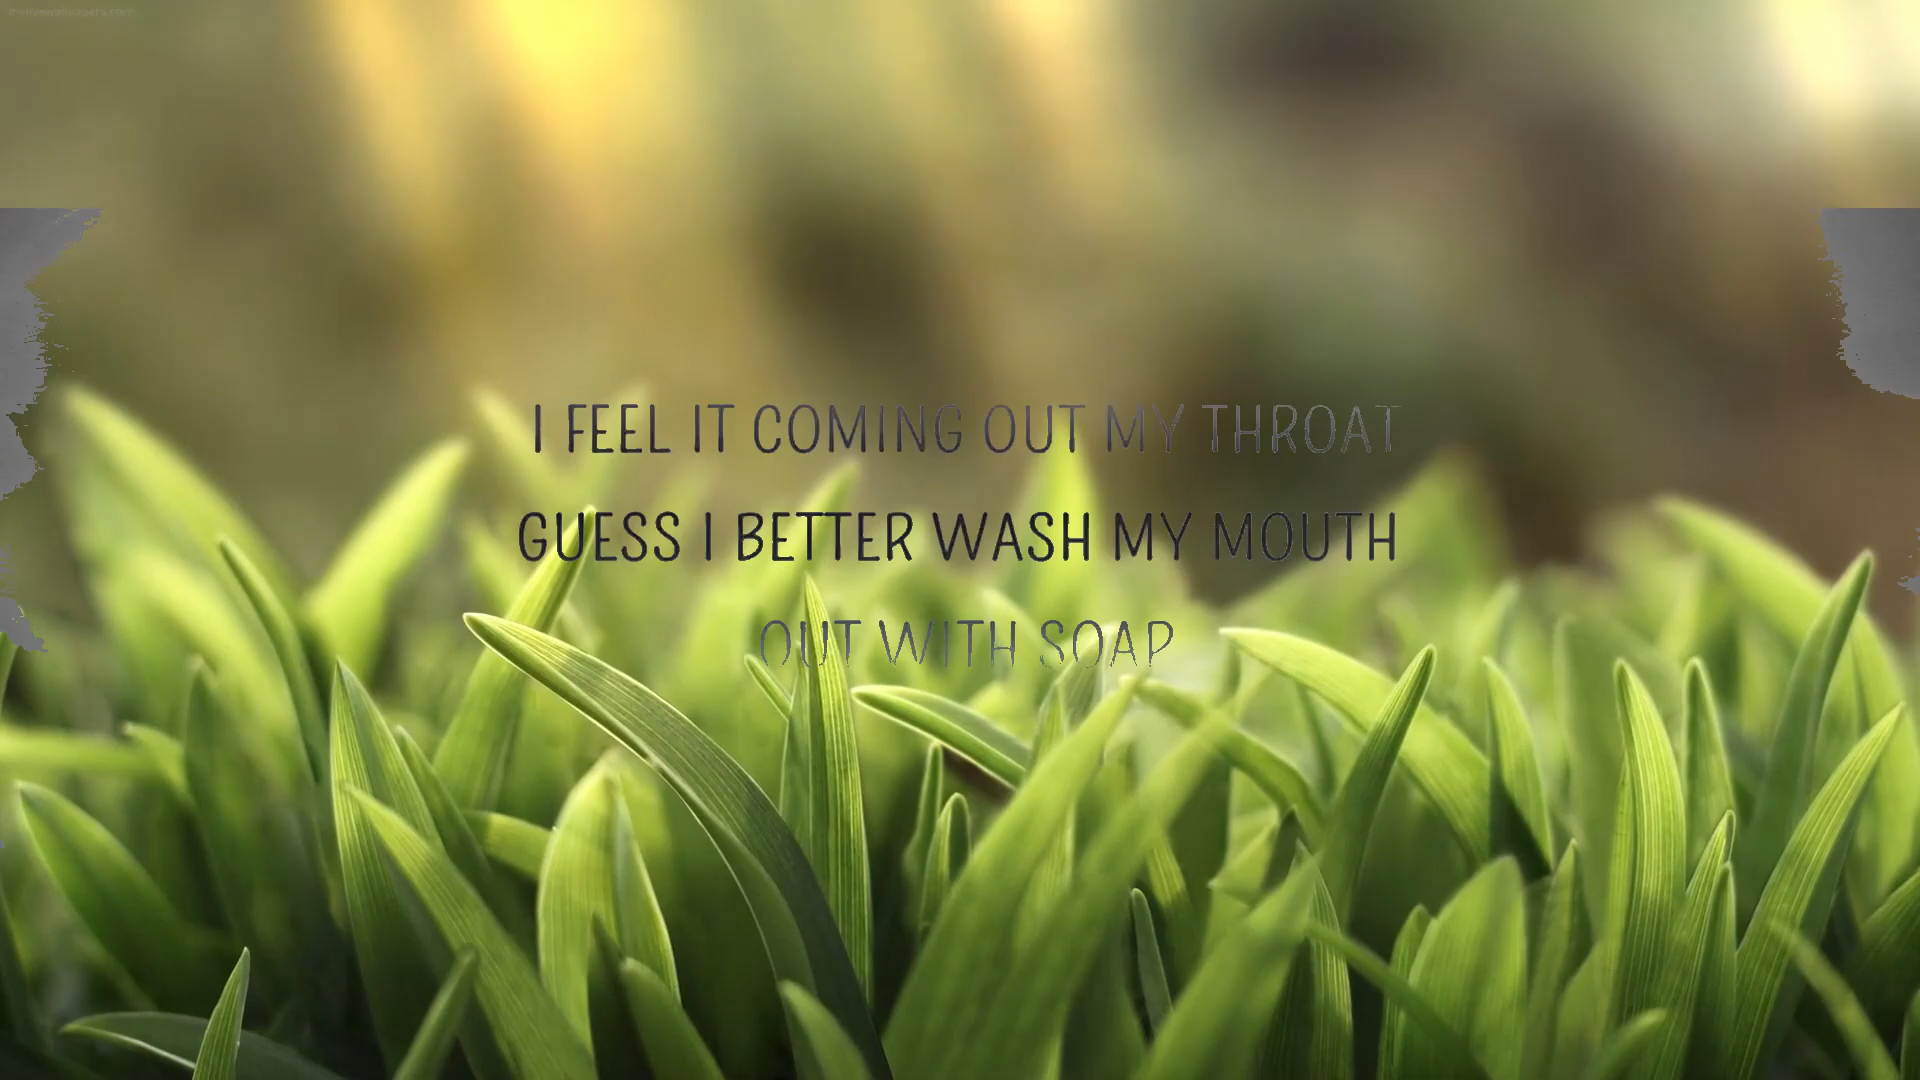 I FEEL IT COMING OUT MY THROAT
GUESS I BETTER WASH MY MOUTH
OUT WITH SOAP